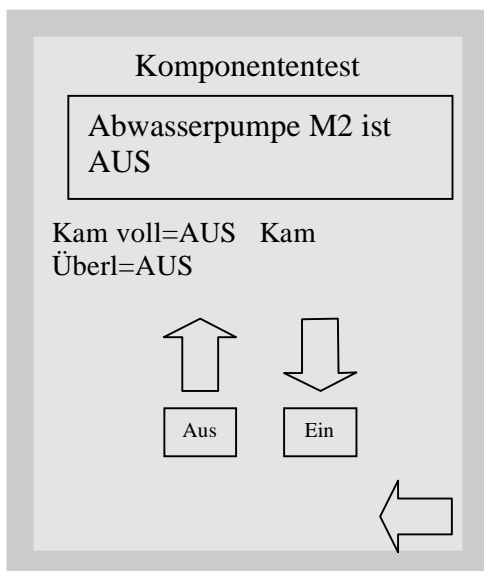 Komponententest
Abwasserpumpe M2 ist
AUS
Kam voll=AUS   Kam
Überl=AUS
Aus
Ein